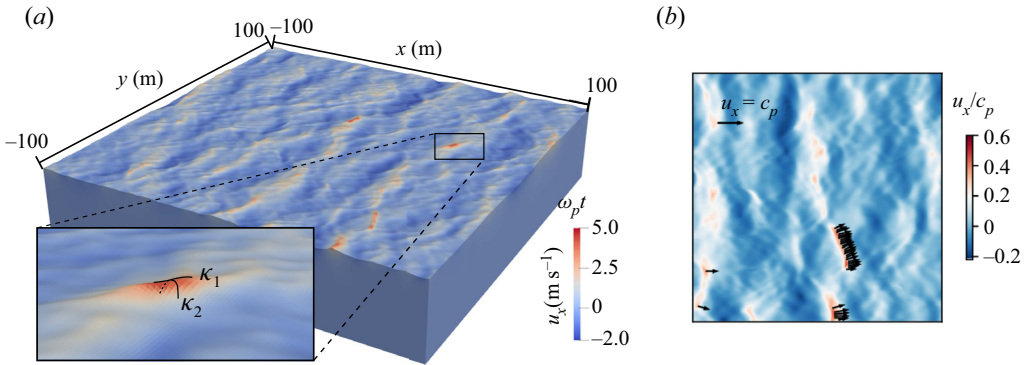 (a)
100
–100
x (m)
y (m)
100
–100
κ1
κ2
ωpt
5.0
2.5
0
–2.0
ux(m s–1)
(b)
ux = cp
ux/cp
0.6
0.4
0.2
0
–0.2